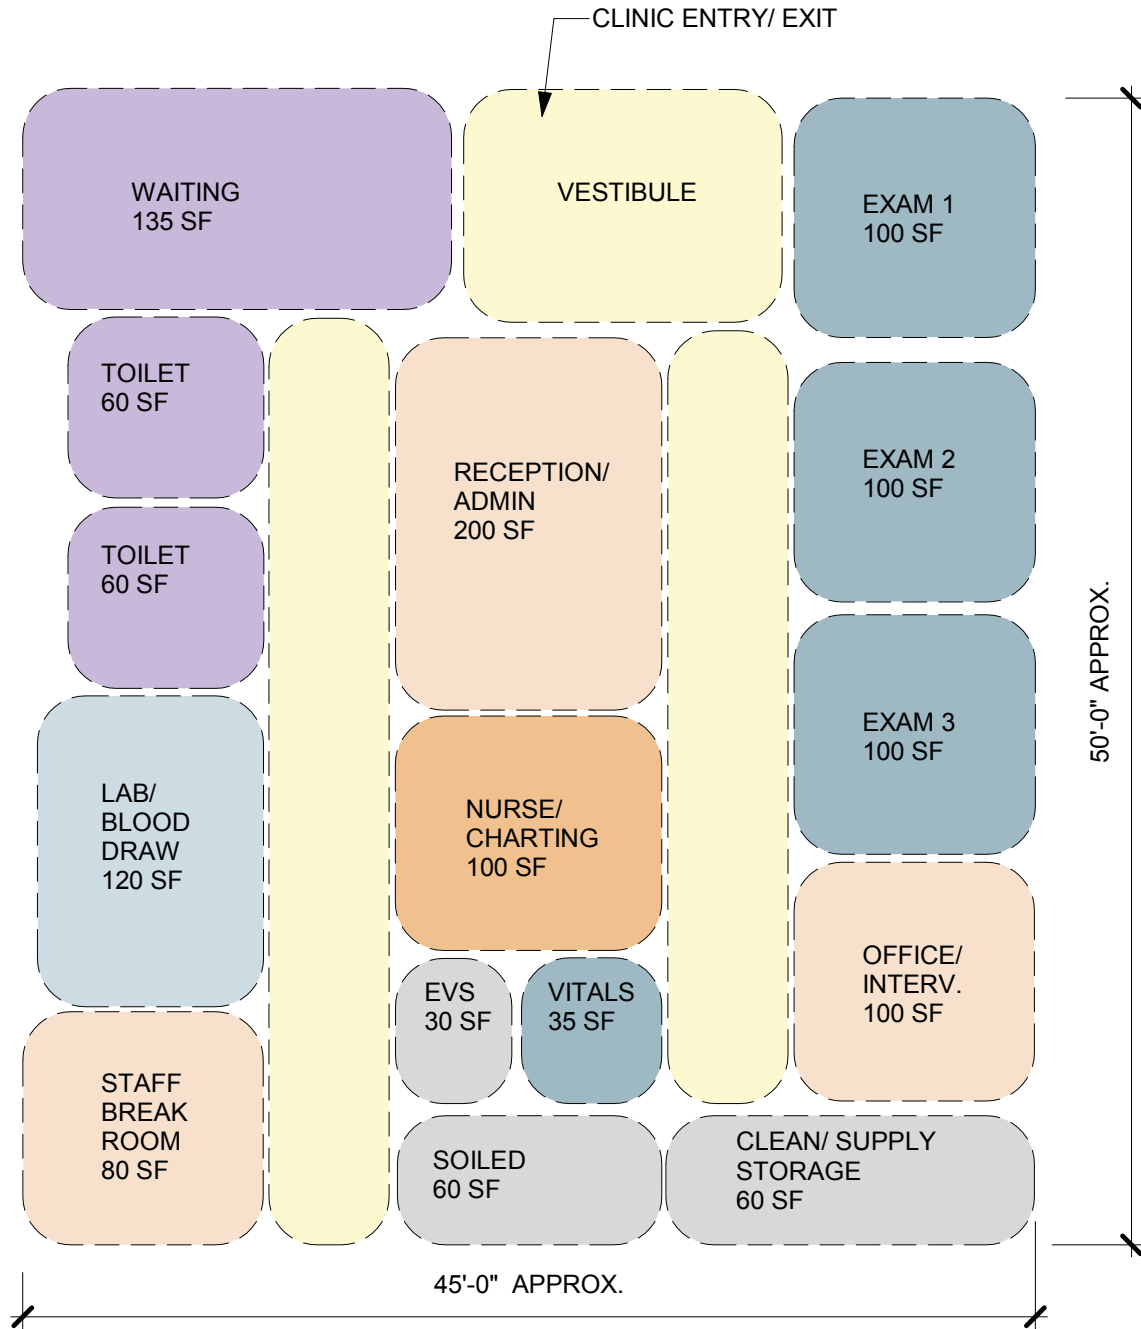 CLINIC ENTRY/ EXIT
WAITING
135 SF
VESTIBULE
EXAM 1
100 SF
TOILET
60 SF
RECEPTION/
ADMIN
200 SF
EXAM 2
100 SF
TOILET
60 SF
50'-0" APPROX.
EXAM 3
100 SF
LAB/
BLOOD
DRAW
120 SF
NURSE/
CHARTING
100 SF
OFFICE/
INTERV.
100 SF
EVS
30 SF
VITALS
35 SF
STAFF
BREAK
ROOM
80 SF
SOILED
60 SF
CLEAN/ SUPPLY
STORAGE
60 SF
45'-0" APPROX.